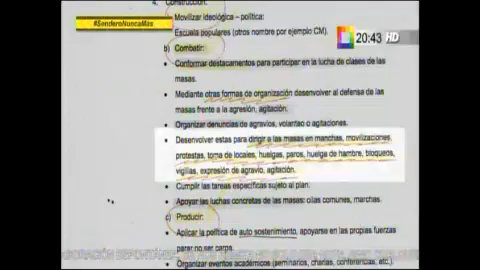 #SenderoNuncaMás
20:43 HD
4. Construcción:
Movilizar ideológica – política:
Escuela populares (otros nombre por ejemplo CM).
b) Combatir:
• Conformar destacamentos para participar en la lucha de clases de las
masas.
• Mediante otras formas de organización desenvolver al defensa de las
masas frente a la agresión, agitación.
• Organizar denuncias de agravios, volanteo o agitaciones.
• Desenvolver estas para dirigir a las masas en manchas, movilizaciones,
protestas, toma de locales, huelgas, paros, huelga de hambre, bloqueos,
vigilias, expresión de agravio, agitación.
• Cumplir las tareas específicas sujeto al plan.
• Apoyar las luchas concretas de las masas: ollas comunes, marchas.
c) Producir:
• Aplicar la política de auto sostenimiento, apoyarse en las propias fuerzas
parar no ser carga.
• Organizar eventos académicos (seminarios, charlas, conferencias, etc.)